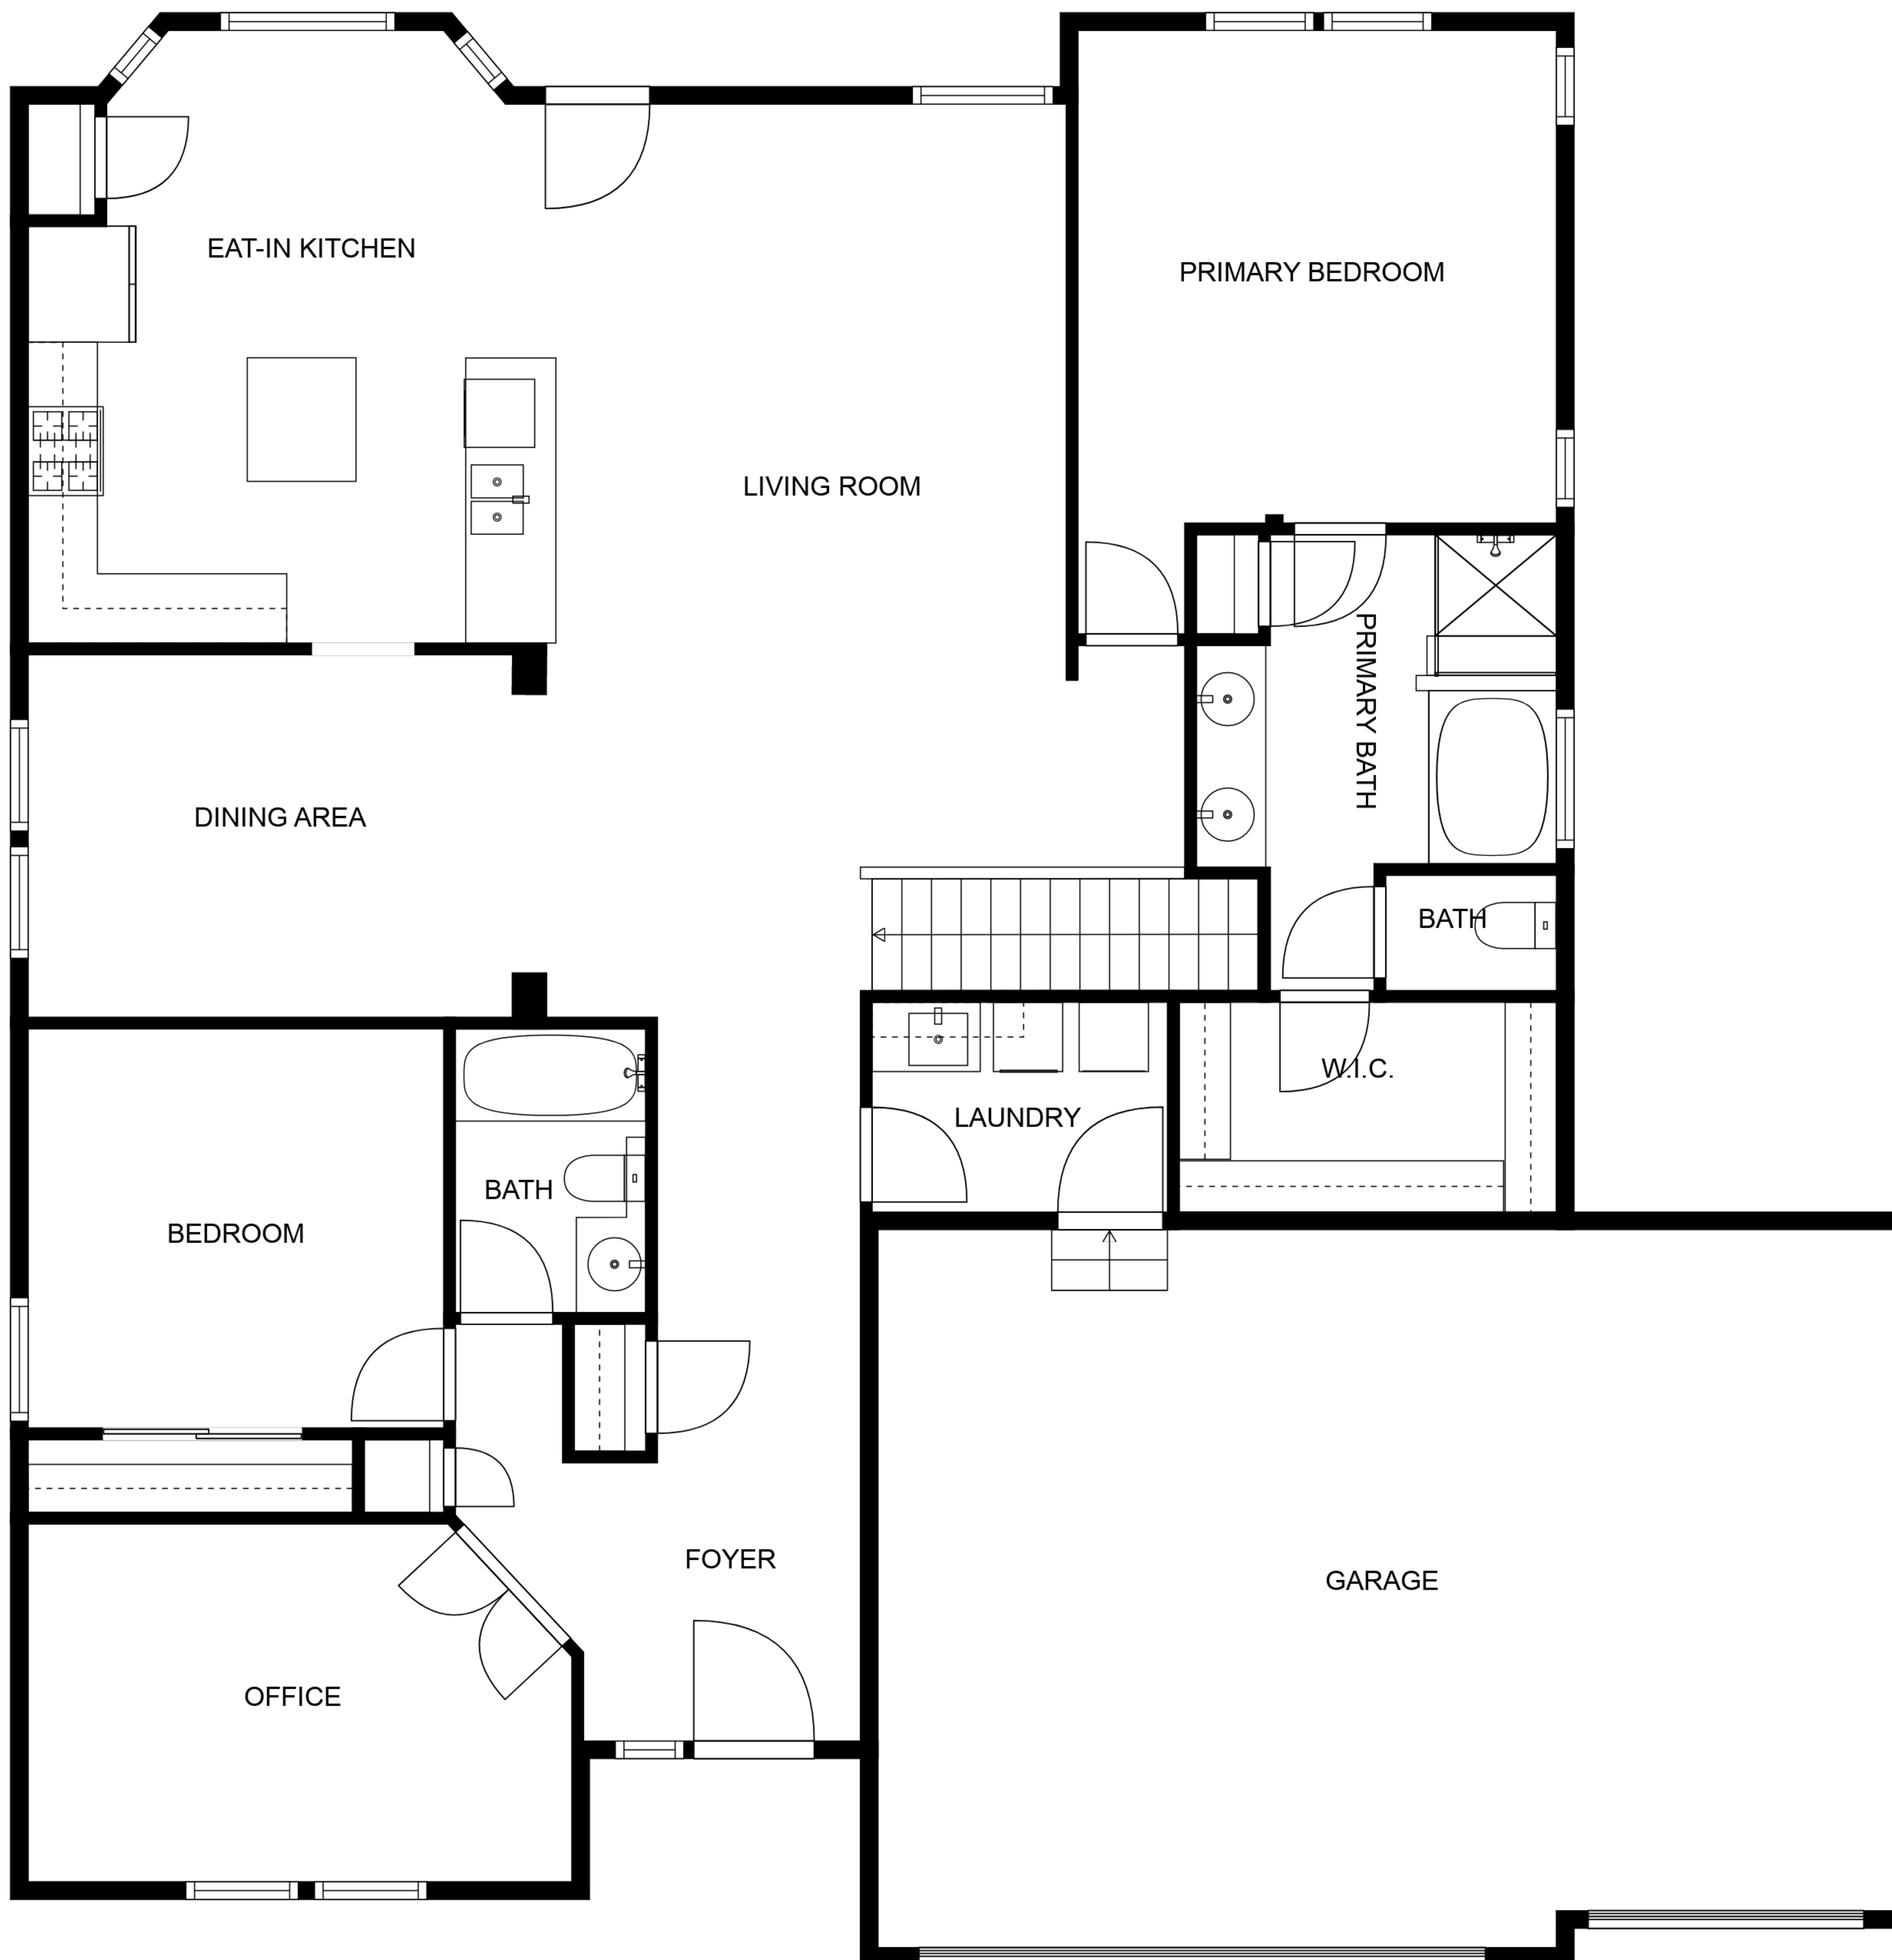 EAT-IN KITCHEN
PRIMARY BEDROOM
LIVING ROOM
PRIMARY BATH
DINING AREA
BATH
W.I.C.
LAUNDRY
BATH
BEDROOM
FOYER
GARAGE
OFFICE